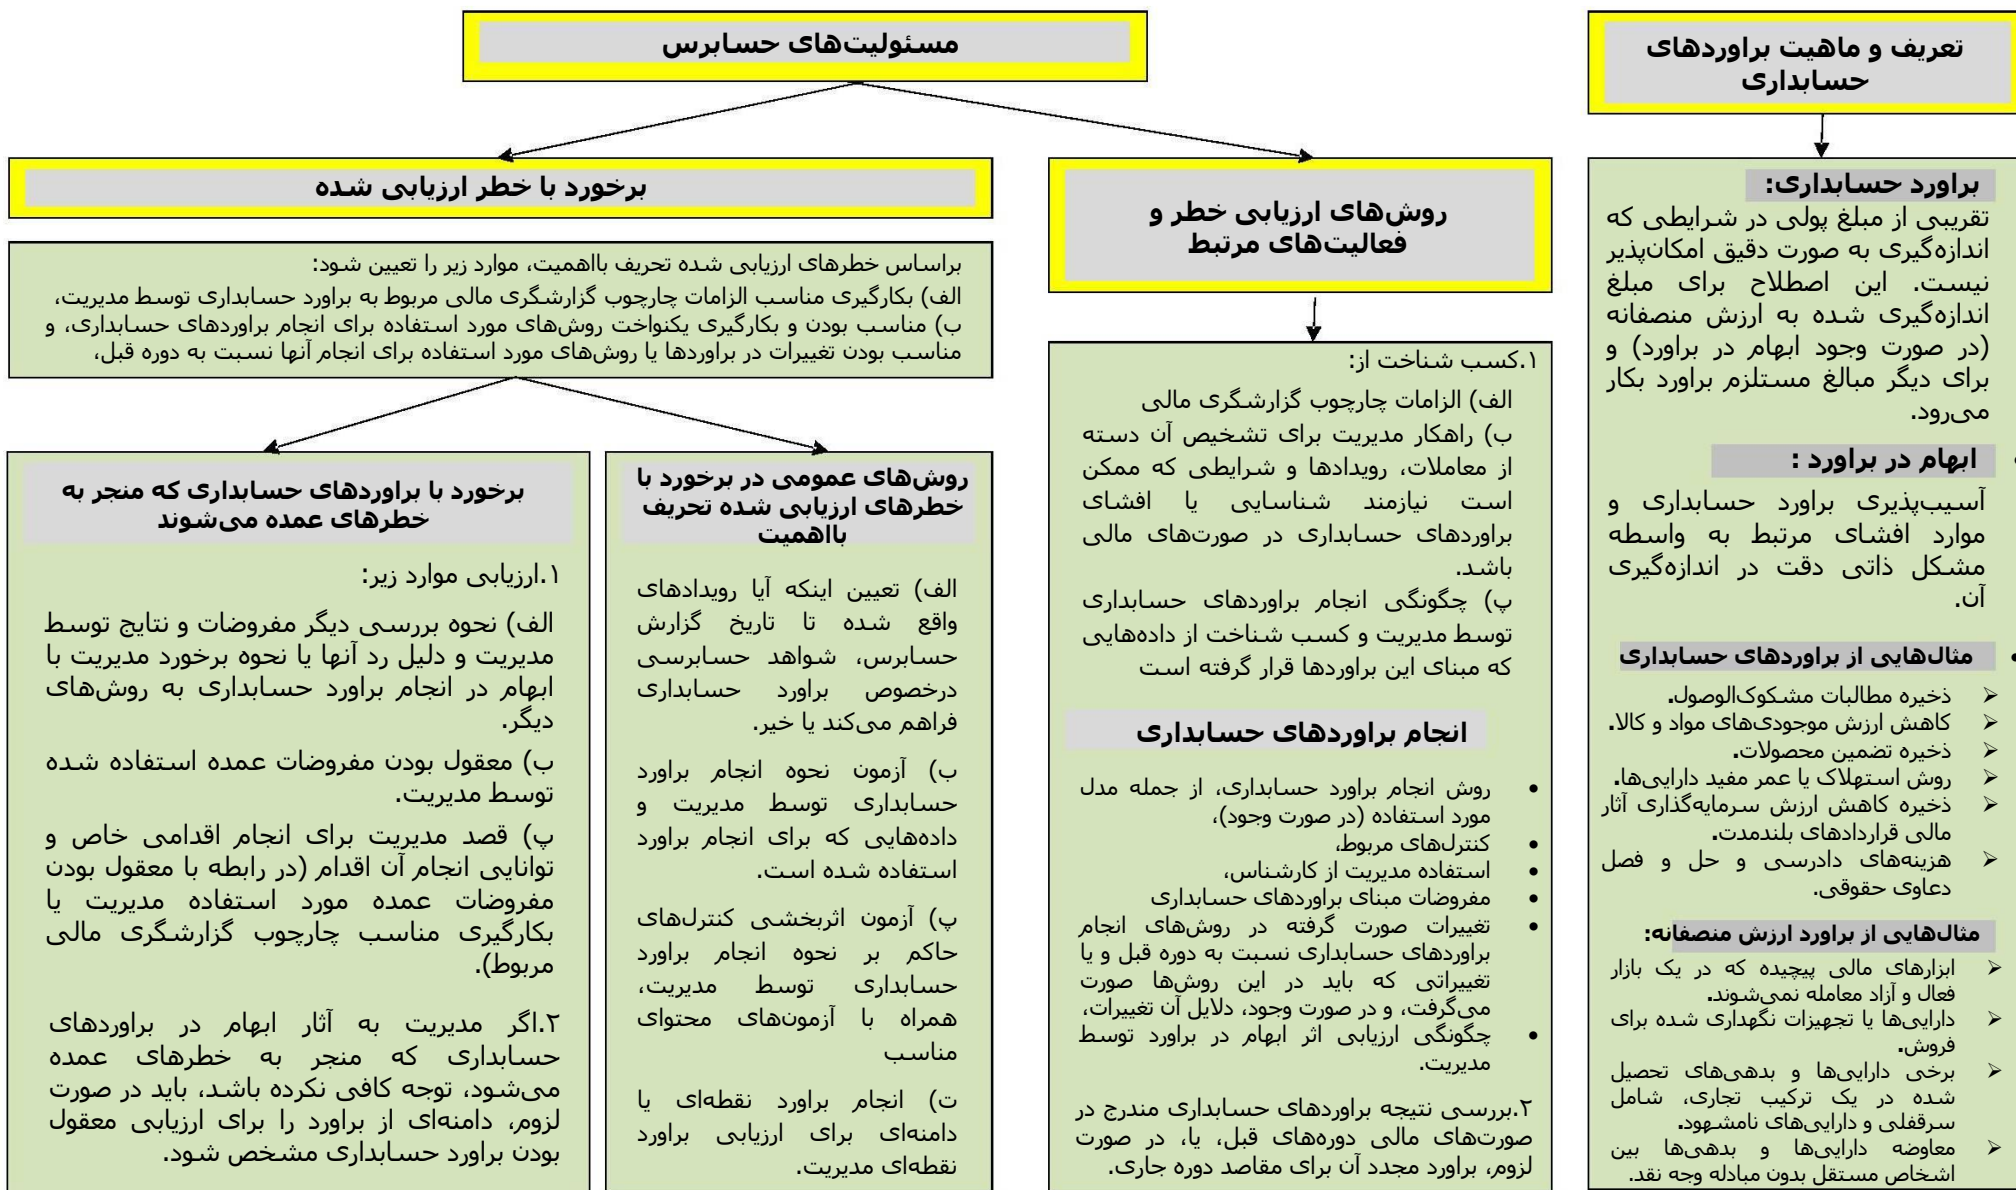 تعریف و ماهیت براوردهای
حسابداری
براورد حسابداری:
تقریبی از مبلغ پولی در شرایطی که
اندازه‌گیری به صورت دقیق امکان‌پذیر
نیست. این اصطلاح برای مبلغ
اندازه‌گیری شده به ارزش منصفانه
(در صورت وجود ابهام در براورد) و
برای دیگر مبالغ مستلزم براورد بکار
می‌رود.
• ابهام در براورد :
آسیب‌پذیری براورد حسابداری و
موارد افشای مرتبط به واسطه
مشکل ذاتی دقت در اندازه‌گیری
آن.
• مثال‌هایی از براوردهای حسابداری
➢ ذخیره مطالبات مشکوک‌الوصول.
➢ کاهش ارزش موجودی‌های مواد و کالا.
➢ ذخیره تضمین محصولات.
➢ روش استهلاک یا عمر مفید دارایی‌ها.
➢ ذخیره کاهش ارزش سرمایه‌گذاری آثار
مالی قراردادهای بلندمدت.
➢ هزینه‌های دادرسی و حل و فصل
دعاوی حقوقی.
مثال‌هایی از براورد ارزش منصفانه:
➢ ابزارهای مالی پیچیده که در یک بازار
فعال و آزاد معامله نمی‌شوند.
➢ دارایی‌ها یا تجهیزات نگهداری شده برای
فروش.
➢ برخی دارایی‌ها و بدهی‌های تحصیل
شده در یک ترکیب تجاری، شامل
سرقفلی و دارایی‌های نامشهود.
➢ معاوضه دارایی‌ها و بدهی‌ها بین
اشخاص مستقل بدون مبادله وجه نقد.
مسئولیت‌های حسابرس
روش‌های ارزیابی خطر و
فعالیت‌های مرتبط
۱.کسب شناخت از:
الف) الزامات چارچوب گزارشگری مالی
ب) راهکار مدیریت برای تشخیص آن دسته
از معاملات، رویدادها و شرایطی که ممکن
است نیازمند شناسایی یا افشای
براوردهای حسابداری در صورت‌های مالی
باشد.
پ) چگونگی انجام براوردهای حسابداری
توسط مدیریت و کسب شناخت از داده‌هایی
که مبنای این براوردها قرار گرفته است
انجام براوردهای حسابداری
• روش انجام براورد حسابداری، از جمله مدل
مورد استفاده (در صورت وجود)،
• کنترل‌های مربوط،
• استفاده مدیریت از کارشناس،
• مفروضات مبنای براوردهای حسابداری
• تغییرات صورت گرفته در روش‌های انجام
براوردهای حسابداری نسبت به دوره قبل و یا
تغییراتی که باید در این روش‌ها صورت
می‌گرفت، و در صورت وجود، دلایل آن تغییرات،
• چگونگی ارزیابی اثر ابهام در براورد توسط
مدیریت.
۲.بررسی نتیجه براوردهای حسابداری مندرج در
صورت‌های مالی دوره‌های قبل، یا، در صورت
لزوم، براورد مجدد آن برای مقاصد دوره جاری.
برخورد با خطر ارزیابی شده
براساس خطرهای ارزیابی شده تحریف بااهمیت، موارد زیر را تعیین شود:
الف) بکارگیری مناسب الزامات چارچوب گزارشگری مالی مربوط به براورد حسابداری توسط مدیریت،
ب) مناسب بودن و بکارگیری یکنواخت روش‌های مورد استفاده برای انجام براوردهای حسابداری، و
مناسب بودن تغییرات در براوردها یا روش‌های مورد استفاده برای انجام آنها نسبت به دوره قبل،
روش‌های عمومی در برخورد با
خطرهای ارزیابی شده تحریف
بااهمیت
الف) تعیین اینکه آیا رویدادهای
واقع شده تا تاریخ گزارش
حسابرس، شواهد حسابرسی
درخصوص براورد حسابداری
فراهم می‌کند یا خیر.
ب) آزمون نحوه انجام براورد
حسابداری توسط مدیریت و
داده‌هایی که برای انجام براورد
استفاده شده است.
پ) آزمون اثربخشی کنترل‌های
حاکم بر نحوه انجام براورد
حسابداری توسط مدیریت،
همراه با آزمون‌های محتوای
مناسب
ت) انجام براورد نقطه‌ای یا
دامنه‌ای برای ارزیابی براورد
نقطه‌ای مدیریت.
برخورد با براوردهای حسابداری که منجر به
خطرهای عمده می‌شوند
۱.ارزیابی موارد زیر:
الف) نحوه بررسی دیگر مفروضات و نتایج توسط
مدیریت و دلیل رد آنها یا نحوه برخورد مدیریت با
ابهام در انجام براورد حسابداری به روش‌های
دیگر.
ب) معقول بودن مفروضات عمده استفاده شده
توسط مدیریت.
پ) قصد مدیریت برای انجام اقدامی خاص و
توانایی انجام آن اقدام (در رابطه با معقول بودن
مفروضات عمده مورد استفاده مدیریت یا
بکارگیری مناسب چارچوب گزارشگری مالی
مربوط).
۲.اگر مدیریت به آثار ابهام در براوردهای
حسابداری که منجر به خطرهای عمده
می‌شود، توجه کافی نکرده باشد، باید در صورت
لزوم، دامنه‌ای از براورد را برای ارزیابی معقول
بودن براورد حسابداری مشخص شود.